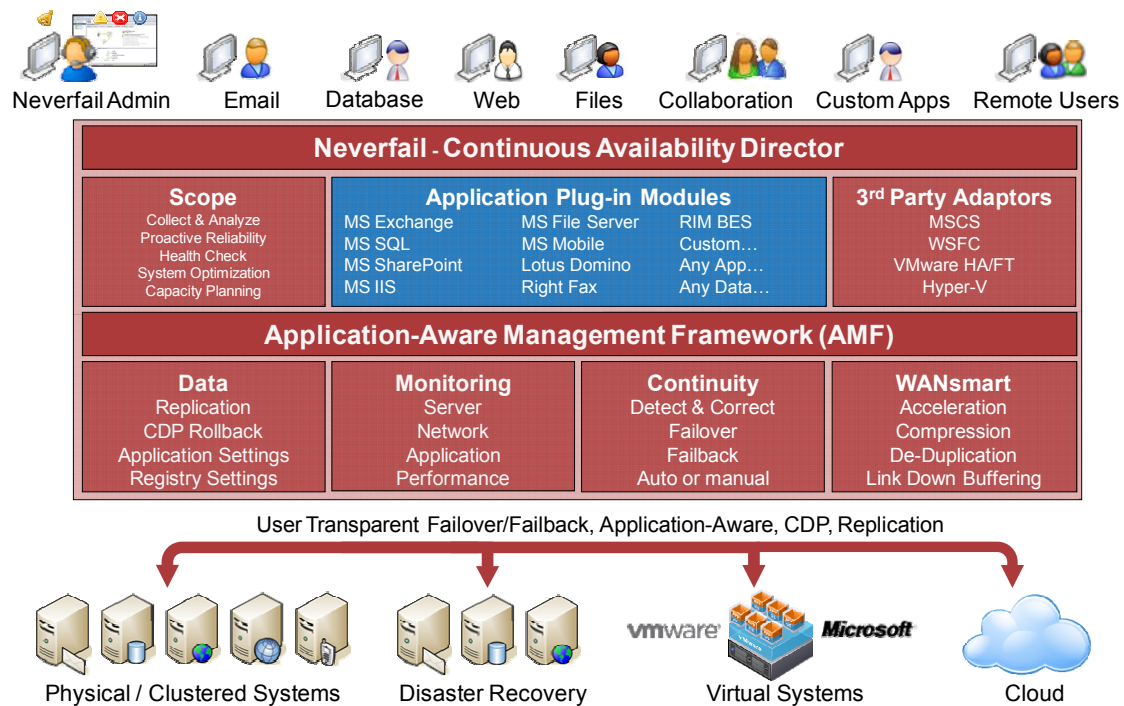 Neverfail Admin
Email
Database
Web
Files
Collaboration
Custom Apps
Remote Users
Neverfail - Continuous Availability Director
Scope
Collect & Analyze
Proactive Reliability
Health Check
System Optimization
Capacity Planning
Application Plug-in Modules
MS Exchange
MS SQL
MS SharePoint
MS IIS
MS File Server
MS Mobile
Lotus Domino
Right Fax
RIM BES
Custom…
Any App…
Any Data…
3rd Party Adaptors
MSCS
WSFC
VMware HA/FT
Hyper-V
Application-Aware Management Framework (AMF)
Data
Replication
CDP Rollback
Application Settings
Registry Settings
Monitoring
Server
Network
Application
Performance
Continuity
Detect & Correct
Failover
Failback
Auto or manual
WANsmart
Acceleration
Compression
De-Duplication
Link Down Buffering
User Transparent Failover/Failback, Application-Aware, CDP, Replication
vmware
vmware
Microsoft
Physical / Clustered Systems
Disaster Recovery
Virtual Systems
Cloud